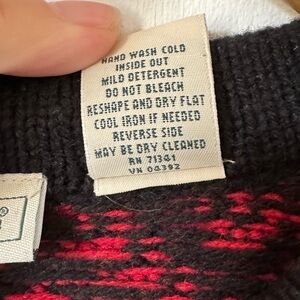 HAND WASH COLD
INSIDE OUT
MILD DETERGENT
DO NOT BLEACH
RESHAPE AND DRY FLAT
COOL IRON IF NEEDED
REVERSE SIDE
MAY BE DRY CLEANED
RN 71341
VN 04392
®